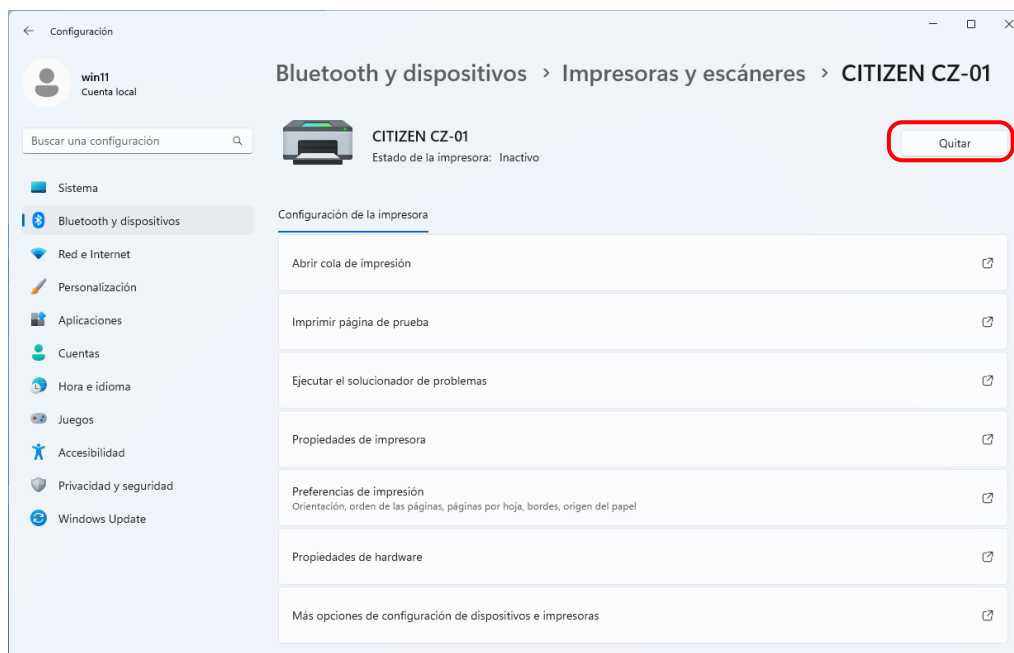 Configuración
win11
Cuenta local
Buscar una configuración
Sistema
Bluetooth y dispositivos
Red e Internet
Personalización
Aplicaciones
Cuentas
Hora e idioma
Juegos
Accesibilidad
Privacidad y seguridad
Windows Update
Bluetooth y dispositivos > Impresoras y escáneres > CITIZEN CZ-01
CITIZEN CZ-01
Estado de la impresora: Inactivo
Quitar
Configuración de la impresora
Abrir cola de impresión
Imprimir página de prueba
Ejecutar el solucionador de problemas
Propiedades de impresora
Preferencias de impresión
Orientación, orden de las páginas, páginas por hoja, bordes, origen del papel
Propiedades de hardware
Más opciones de configuración de dispositivos e impresoras